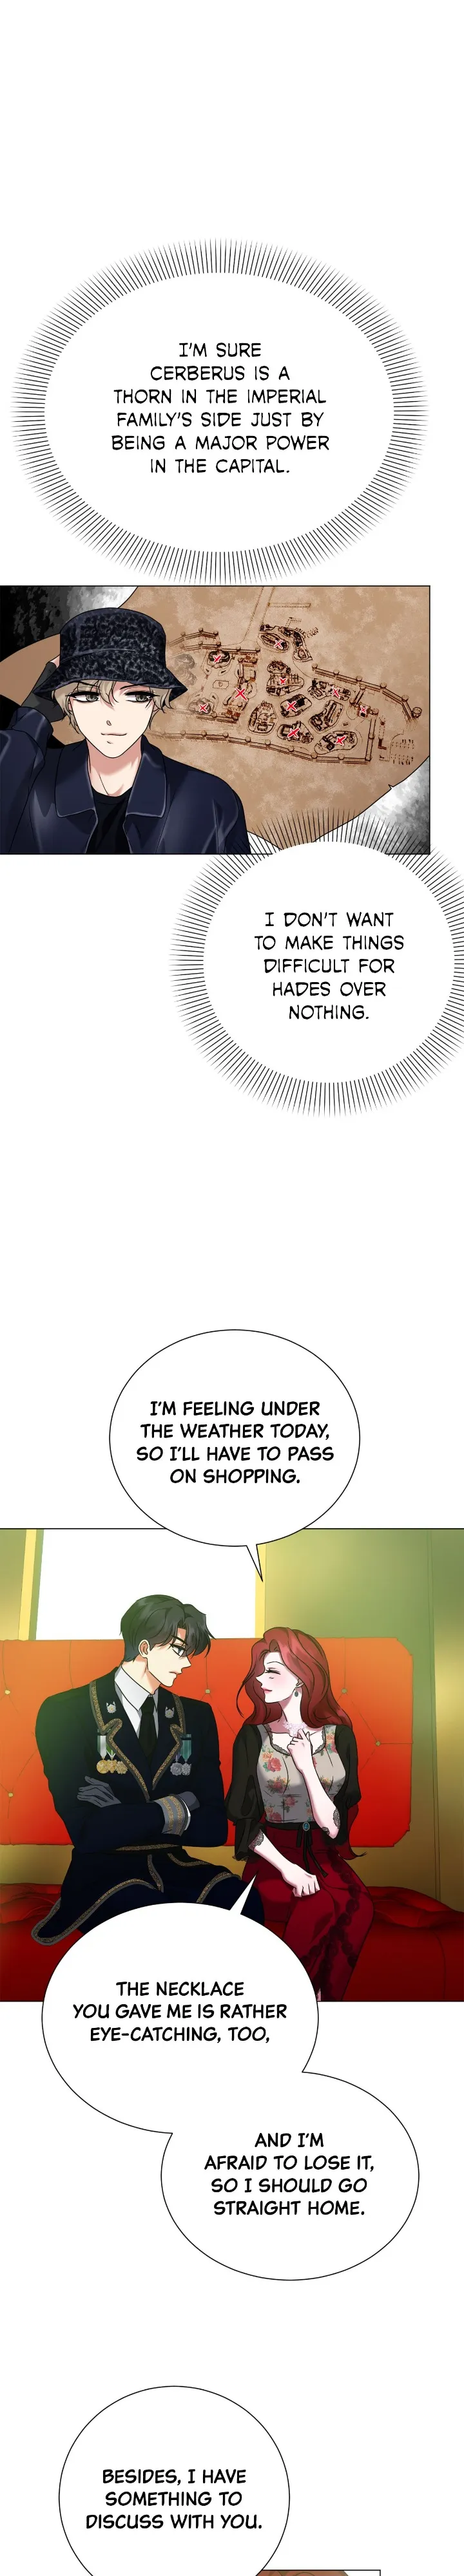 I'M SURE
CERBERUS IS A
THORN IN THE IMPERIAL
FAMILY'S SIDE JUST BY
BEING A MAJOR POWER
IN THE CAPITAL.
I DON'T WANT
TO MAKE THINGS
DIFFICULT FOR
HADES OVER
NOTHING.
I'M FEELING UNDER
THE WEATHER TODAY,
SO I'LL HAVE TO PASS
ON SHOPPING.
THE NECKLACE
YOU GAVE ME IS RATHER
EYE-CATCHING, TOO,
AND I'M
AFRAID TO LOSE IT,
SO I SHOULD GO
STRAIGHT HOME.
BESIDES, I HAVE
SOMETHING TO
DISCUSS WITH YOU.